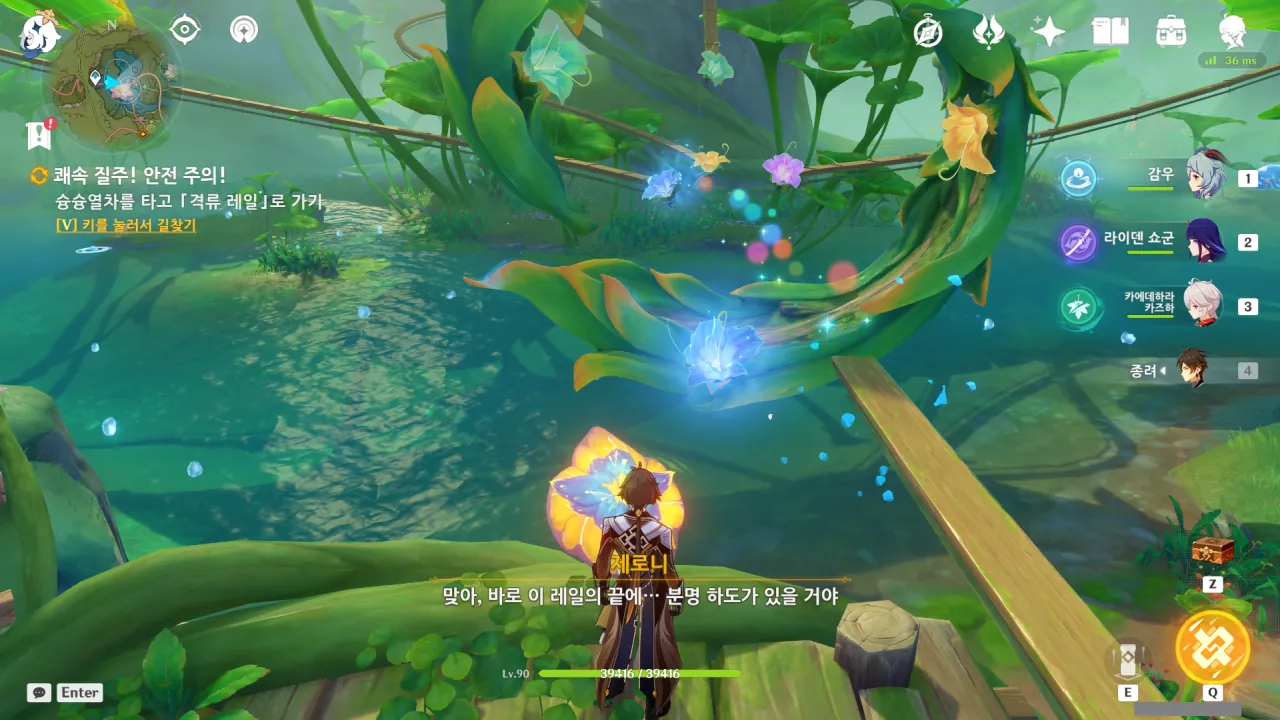 N
36 ms
쾌속 질주! 안전 주의!
슝슝열차를 타고 「격류 레일」로 가기
[V] 키를 눌러서 길찾기
감우
1
라이덴 쇼군
2
카에데하라
카즈하
3
종려
4
체로니
맞아, 바로 이 레일의 끝에… 분명 하도가 있을 거야
Z
Lv.90
39416 / 39416
Enter
E
Q